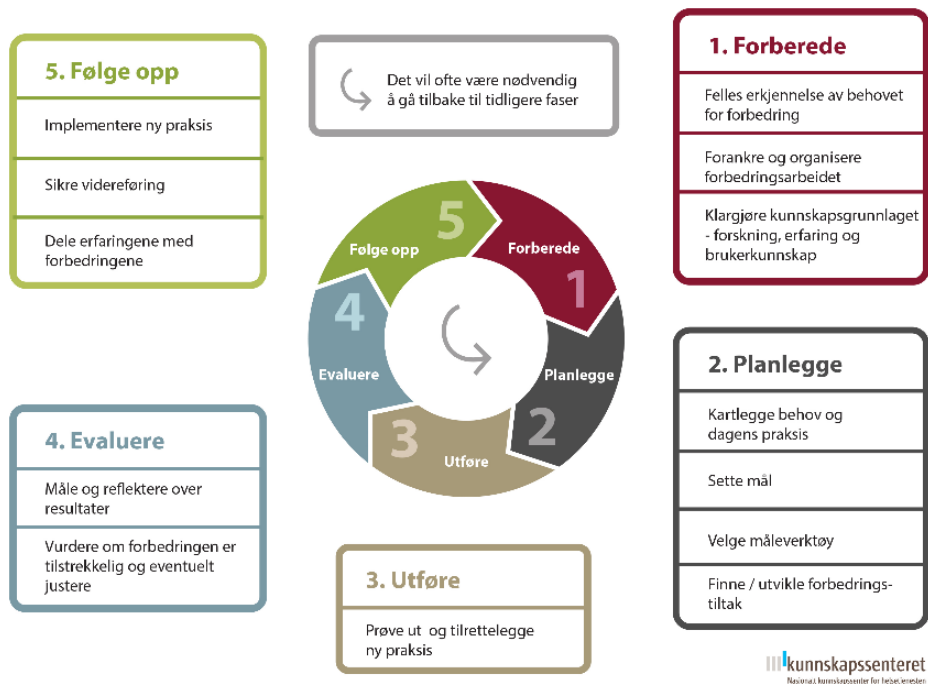 1. Forberede
Felles erkjennelse av behovet
for forbedring
Forankre og organisere
forbedringsarbeidet
Klargjøre kunnskapsgrunnlaget
- forskning, erfaring og
brukerkunnskap
2. Planlegge
Kartlegge behov og
dagens praksis
Sette mål
Velge måleverktøy
Finne / utvikle forbedrings-
tiltak
3. Utføre
Prøve ut og tilrettelegge
ny praksis
4. Evaluere
Måle og reflektere over
resultater
Vurdere om forbedringen er
tilstrekkelig og eventuelt
justere
5. Følge opp
Implementere ny praksis
Sikre videreføring
Dele erfaringene med
forbedringene
Det vil ofte være nødvendig
å gå tilbake til tidligere faser
Forberede
1
Planlegge
2
3
Utføre
4
Evaluere
5
Følge opp
kunnskapssenteret
Nasjonalt kunnskapssenter for helsetjenesten